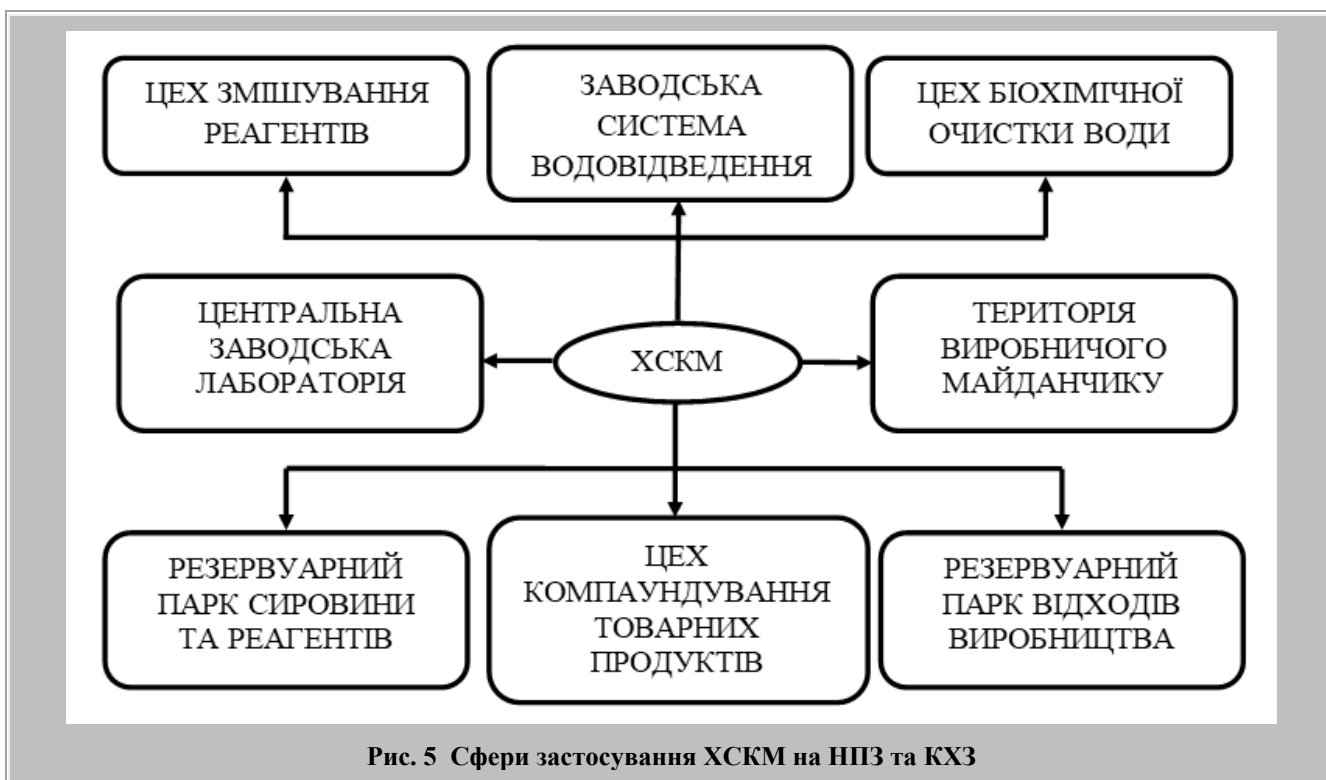 ЦЕХ ЗМІШУВАННЯ
РЕАГЕНТІВ
ЗАВОДСЬКА
СИСТЕМА
ВОДОВІДВЕДЕННЯ
ЦЕХ БІОХІМІЧНОЇ
ОЧИСТКИ ВОДИ
ЦЕНТРАЛЬНА
ЗАВОДСЬКА
ЛАБОРАТОРІЯ
ХСКМ
ТЕРИТОРІЯ
ВИРОБНИЧОГО
МАЙДАНЧИКУ
РЕЗЕРВУАРНИЙ
ПАРК СИРОВИНИ
ТА РЕАГЕНТІВ
ЦЕХ
КОМПАУНДУВАННЯ
ТОВАРНИХ
ПРОДУКТІВ
РЕЗЕРВУАРНИЙ
ПАРК ВІДХОДІВ
ВИРОБНИЦТВА
Рис. 5 Сфери застосування ХСКМ на НПЗ та КХЗ